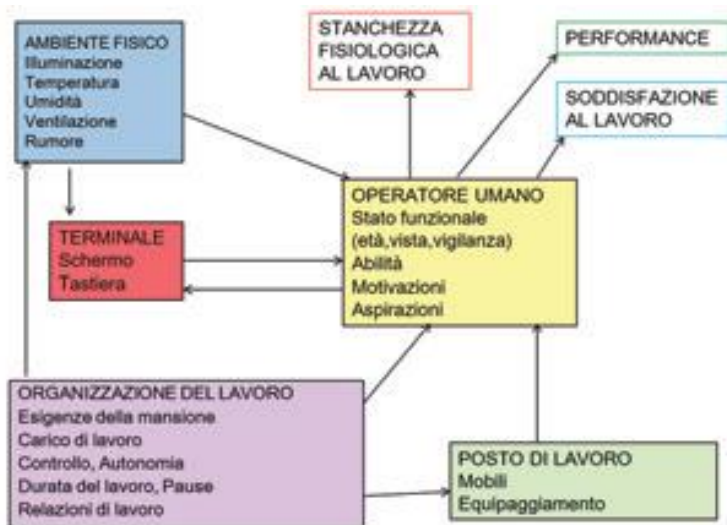 AMBIENTE FISICO
Illuminazione
Temperatura
Umidità
Ventilazione
Rumore
STANCHEZZA
FISIOLOGICA
AL LAVORO
PERFORMANCE
SODDISFAZIONE
AL LAVORO
TERMINALE
Schermo
Tastiera
OPERATORE UMANO
Stato funzionale
(età,vista,vigilanza)
Abilità
Motivazioni
Aspirazioni
ORGANIZZAZIONE DEL LAVORO
Esigenze della mansione
Carico di lavoro
Controllo, Autonomia
Durata del lavoro, Pause
Relazioni di lavoro
POSTO DI LAVORO
Mobili
Equipaggiamento